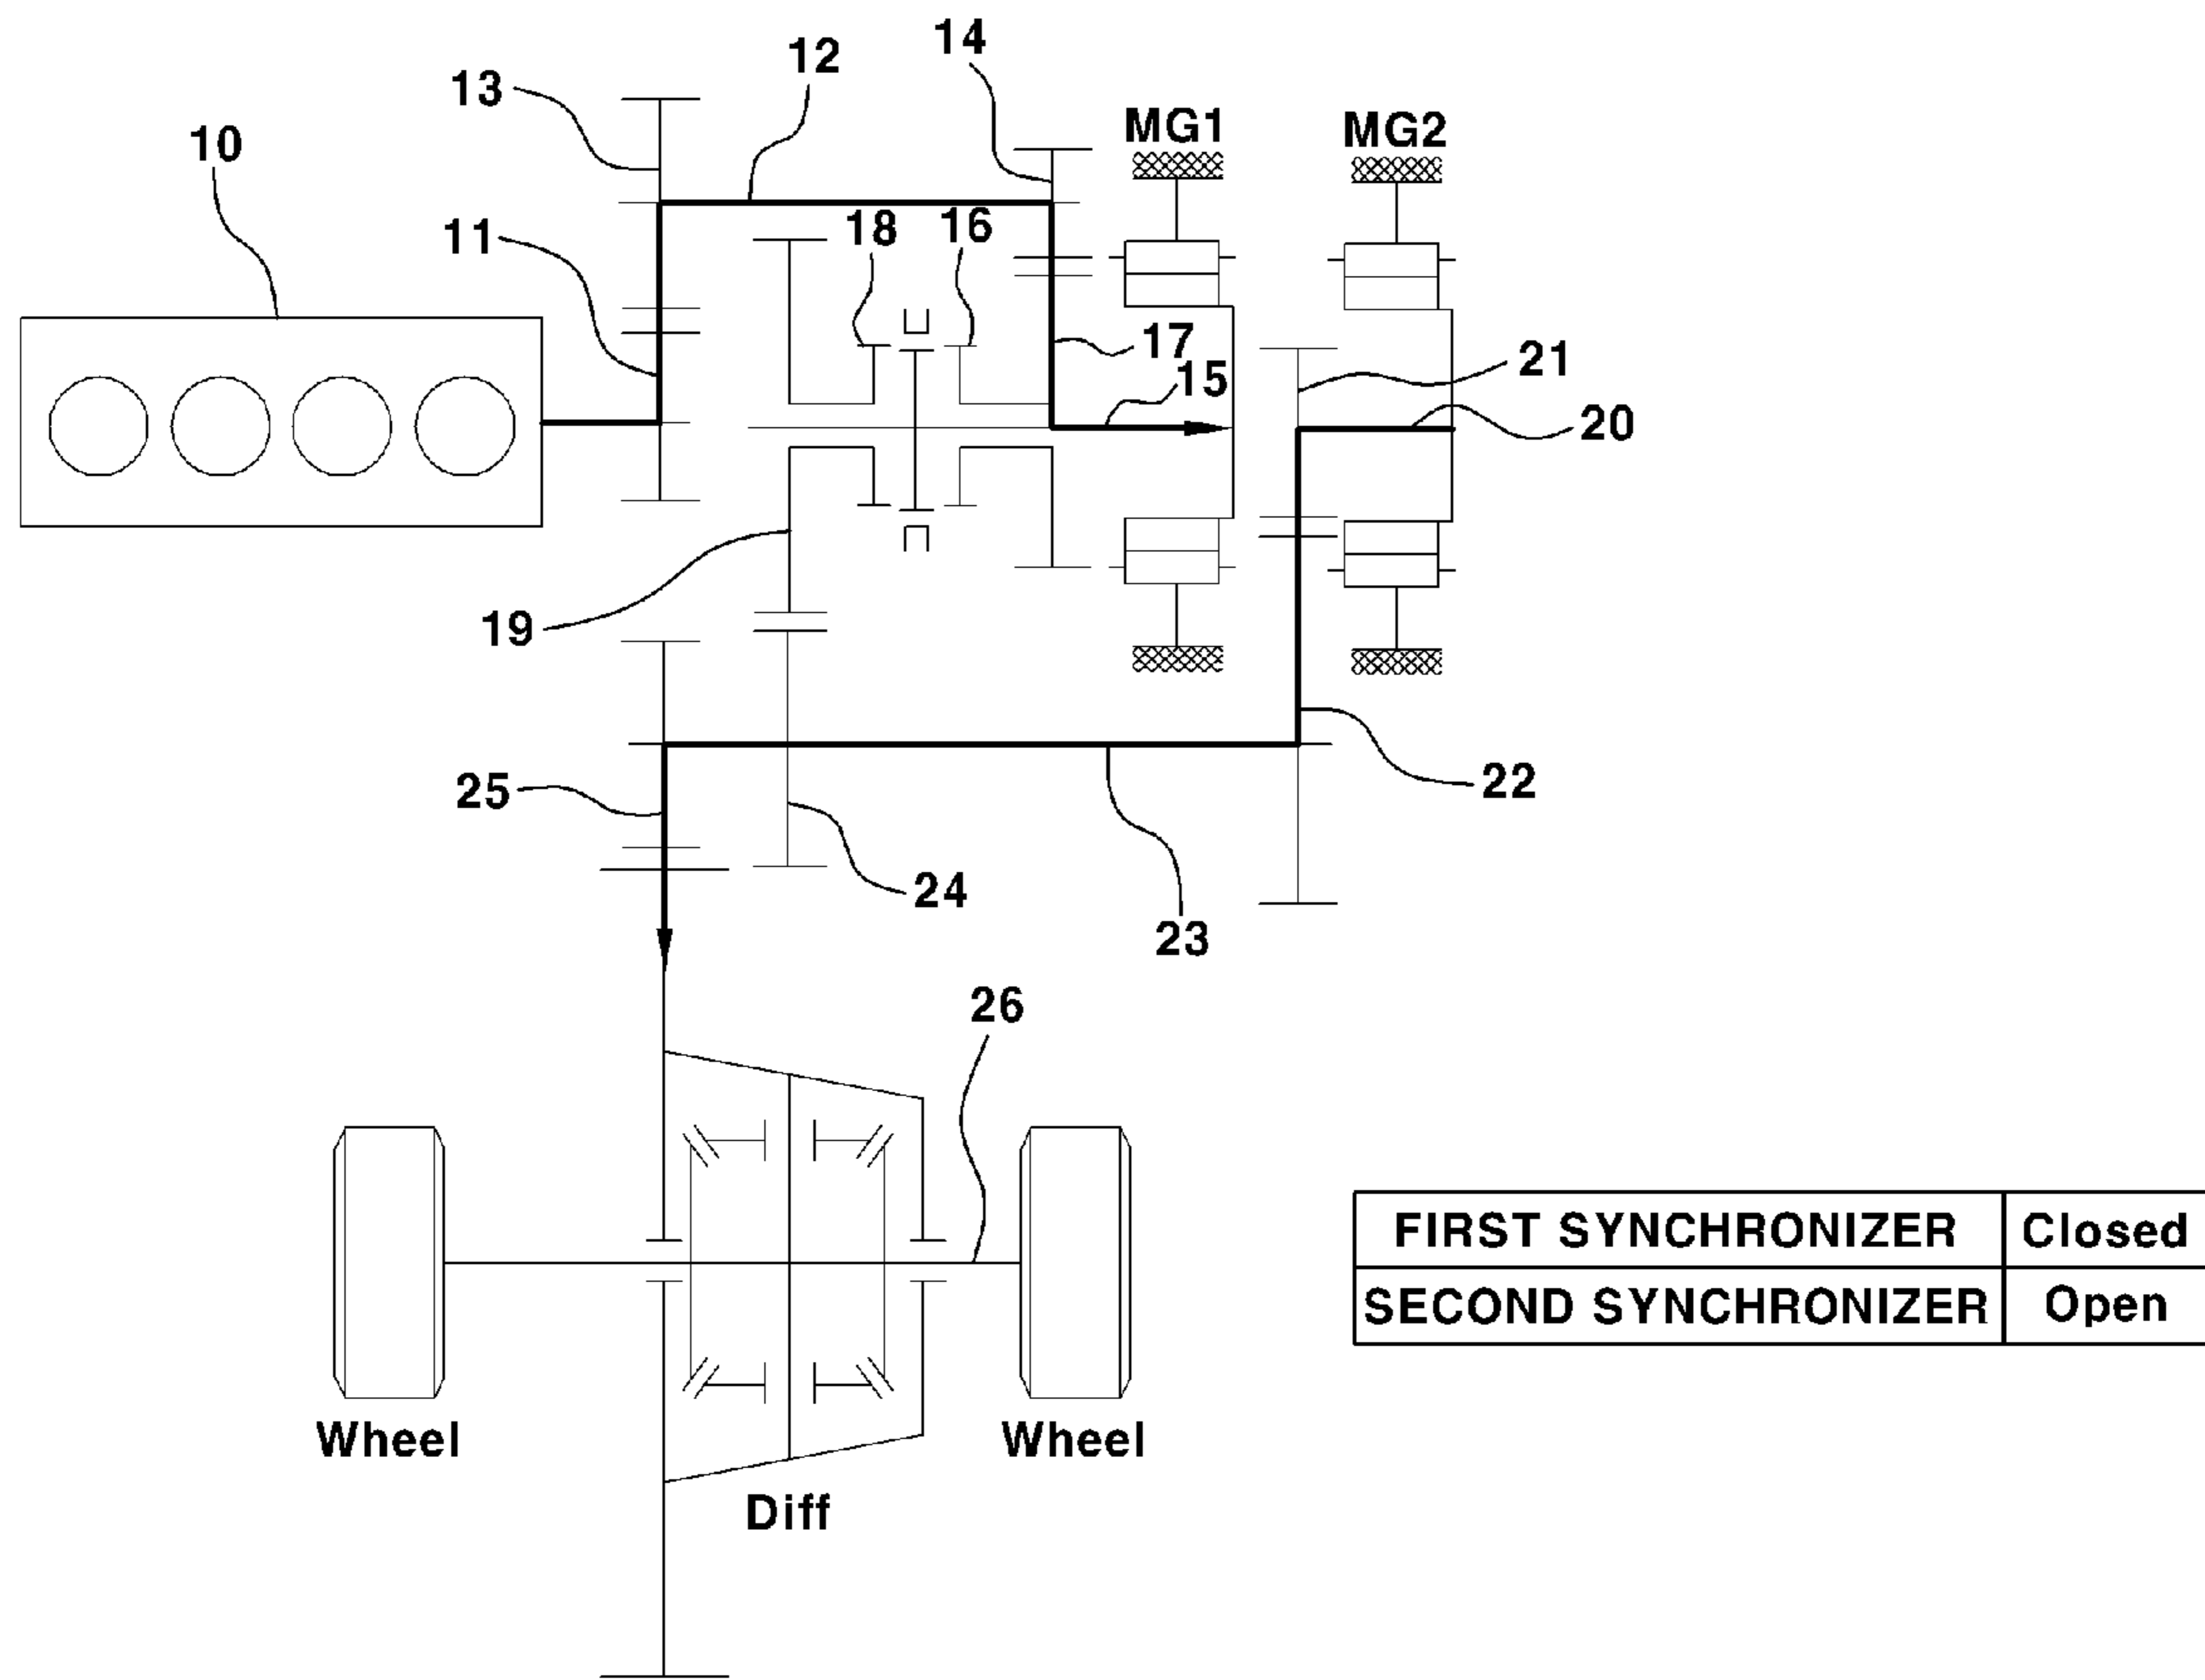 14
12
13
MG1
MG2
10
18
16
11
17
21
15
20
19
25
22
24
23
26
FIRST SYNCHRONIZER Closed
SECOND SYNCHRONIZER Open
Wheel
Wheel
Diff